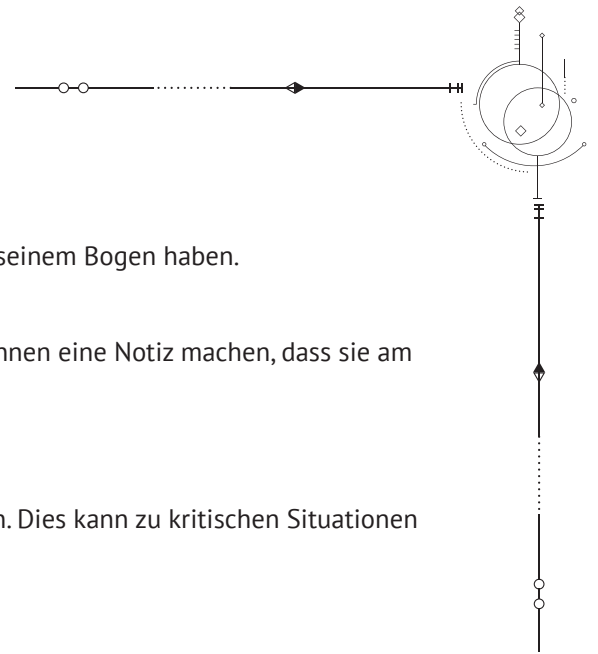 seinem Bogen haben.
nnen eine Notiz machen, dass sie am
n. Dies kann zu kritischen Situationen